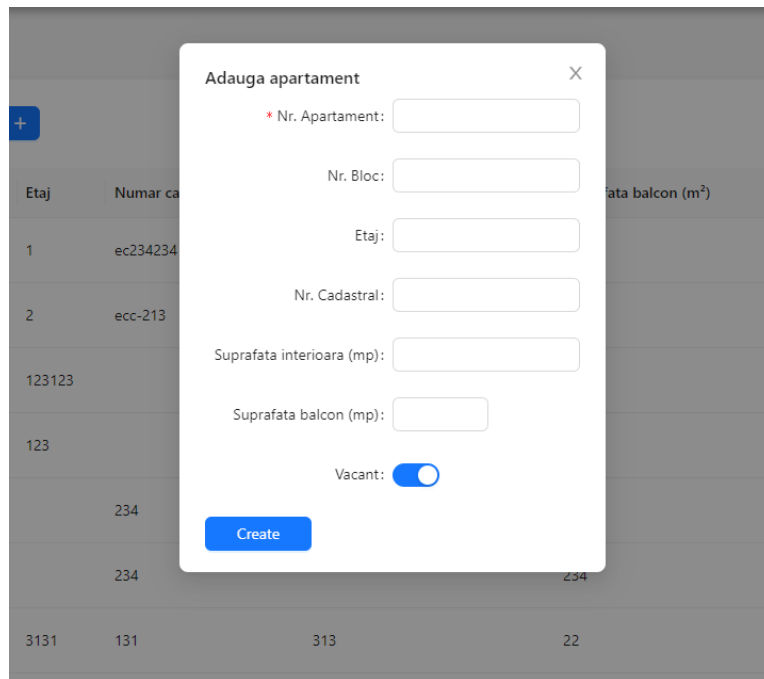 Adauga apartament
* Nr. Apartament:
+
Nr. Bloc:
Etaj Numar ca fata balcon (m²)
Etaj:
1 ec234234
Nr. Cadastral:
2 ecc-213
Suprafata interioara (mp):
123123
Suprafata balcon (mp):
123
Vacant:
234
Create
234 234
3131 131 313 22